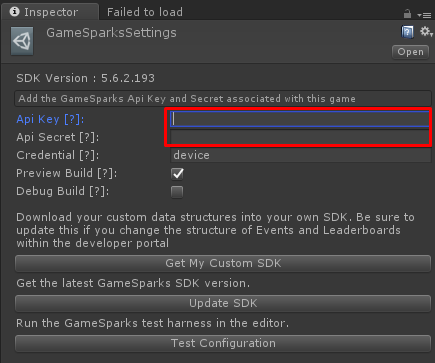 Inspector Failed to load
GameSparksSettings
Open
SDK Version : 5.6.2.193
Add the GameSparks Api Key and Secret associated with this game
Api Key [?]:
Api Secret [?]:
Credential [?]: device
Preview Build [?]:
Debug Build [?]:
Download your custom data structures into your own SDK. Be sure to
update this if you change the structure of Events and Leaderboards
within the developer portal
Get My Custom SDK
Get the latest GameSparks SDK version.
Update SDK
Run the GameSparks test harness in the editor.
Test Configuration